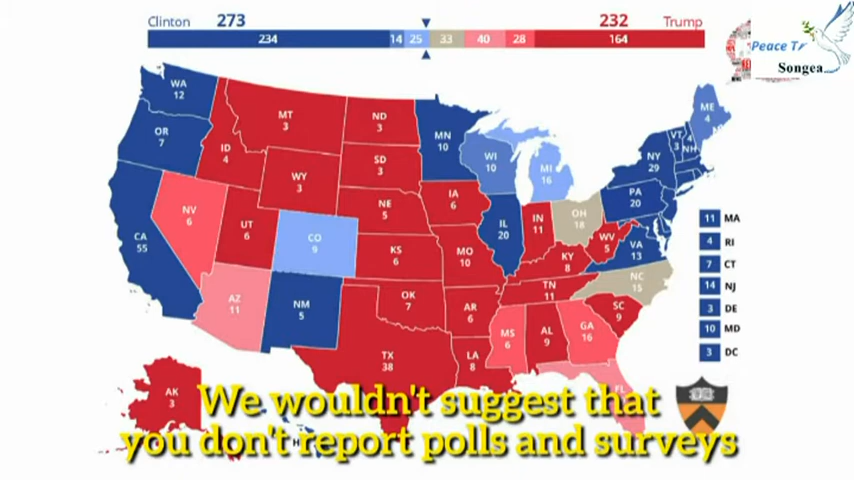 Clinton 273 232 Trump
234 14 25 33 40 28 164
Peace Tr
Songea
WA
12
OR
7
CA
55
NV
6
ID
4
MT
3
WY
3
UT
6
AZ
11
CO
9
NM
5
ND
3
SD
3
NE
5
KS
6
OK
7
TX
38
MN
10
IA
6
MO
10
AR
6
LA
8
WI
10
IL
20
MI
16
IN
11
KY
8
TN
11
MS
6
AL
9
GA
16
FL
OH
18
WV
5
VA
13
NC
15
SC
9
PA
20
NY
29
VT
3
4
NH
ME
4
AK
3
H
11 MA
4 RI
7 CT
14 NJ
3 DE
10 MD
3 DC
We wouldn't suggest that
you don't report polls and surveys